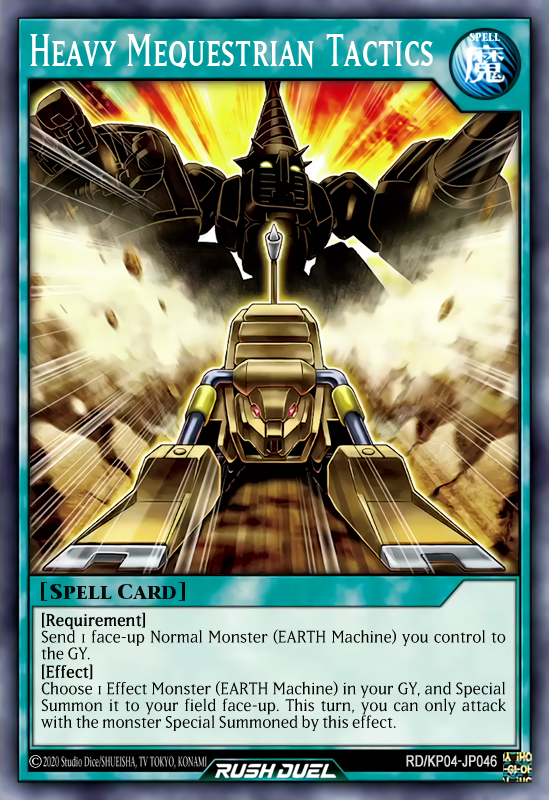 HEAVY MEQUESTRIAN TACTICS
SPELL
魔
[SPELL CARD]
[Requirement]
Send 1 face-up Normal Monster (EARTH Machine) you control to
the GY.
[Effect]
Choose 1 Effect Monster (EARTH Machine) in your GY, and Special
Summon it to your field face-up. This turn, you can only attack
with the monster Special Summoned by this effect.
©2020 Studio Dice/SHUEISHA, TV TOKYO, KONAMI
RUSH DUEL
RD/KP04-JP046